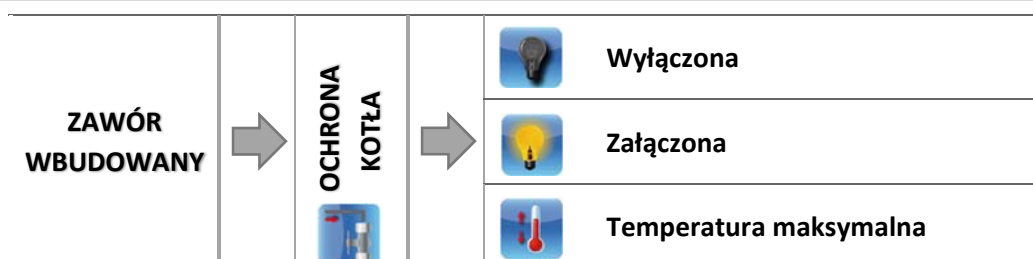 ZAWÓR
WBUDOWANY
OCHRONA
KOTŁA
Wyłączona
Załączona
Temperatura maksymalna